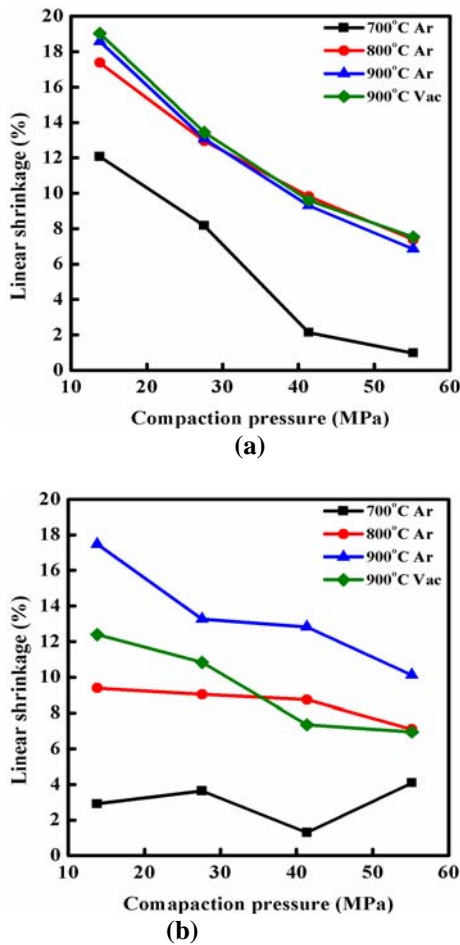 20
18
16
14
12
10
8
6
4
2
0
Linear shrinkage (%)
700°C Ar
800°C Ar
900°C Ar
900°C Vac
10 20 30 40 50 60
Compaction pressure (MPa)
(a)
20
18
16
14
12
10
8
6
4
2
0
Linear shrinkage (%)
700°C Ar
800°C Ar
900°C Ar
900°C Vac
10 20 30 40 50 60
Comapaction pressure (MPa)
(b)